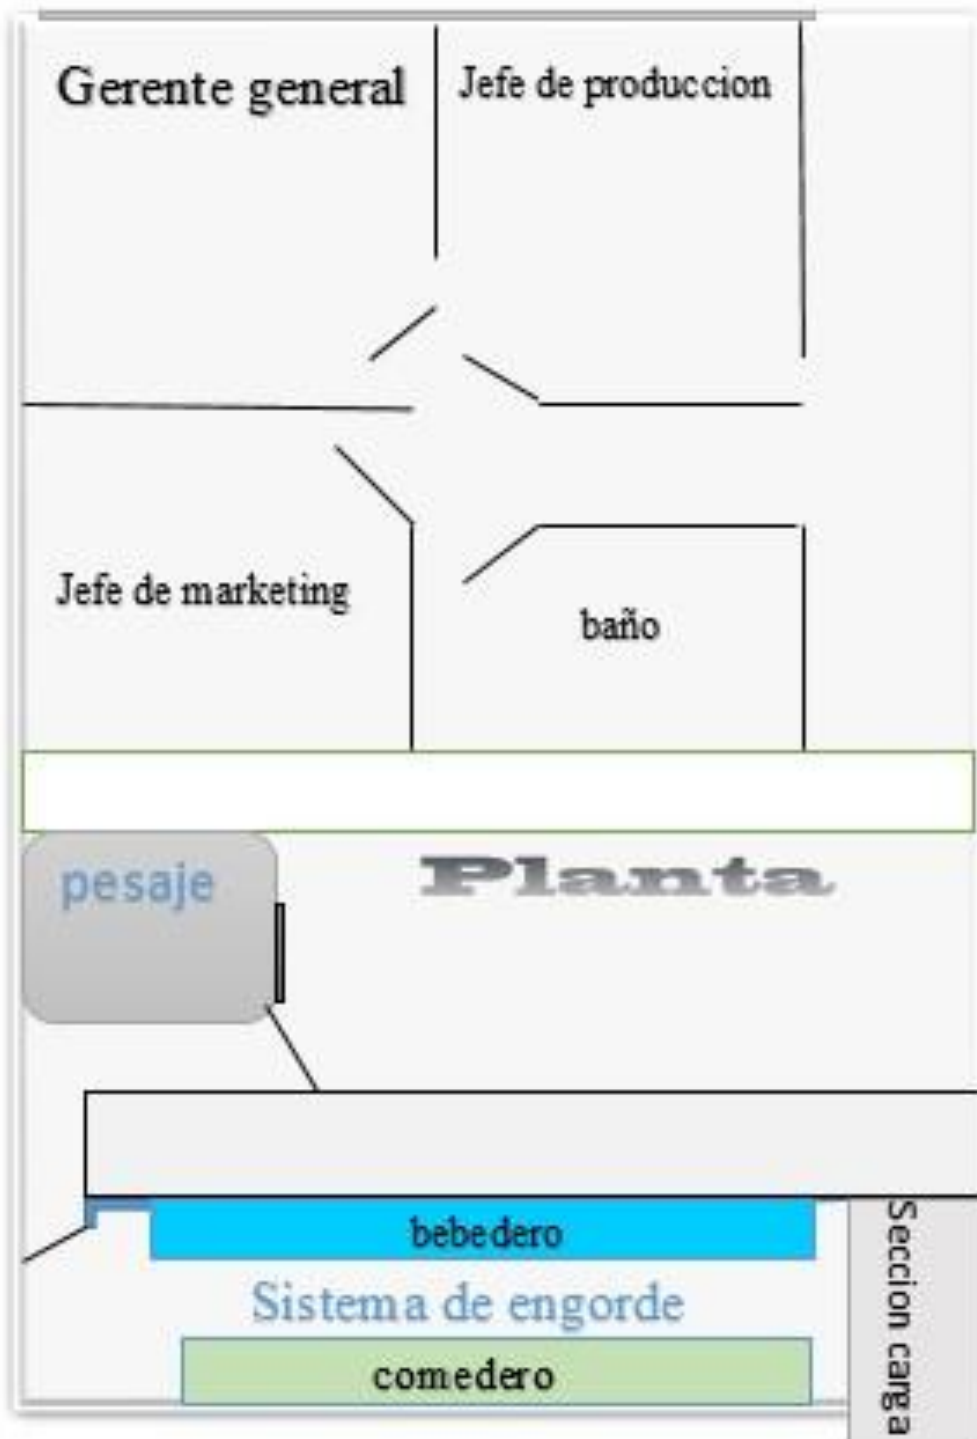 Gerente general
Jefe de produccion
Jefe de marketing
baño
pesaje
Planta
bebedero
Sistema de engorde
comedero
Seccion carga